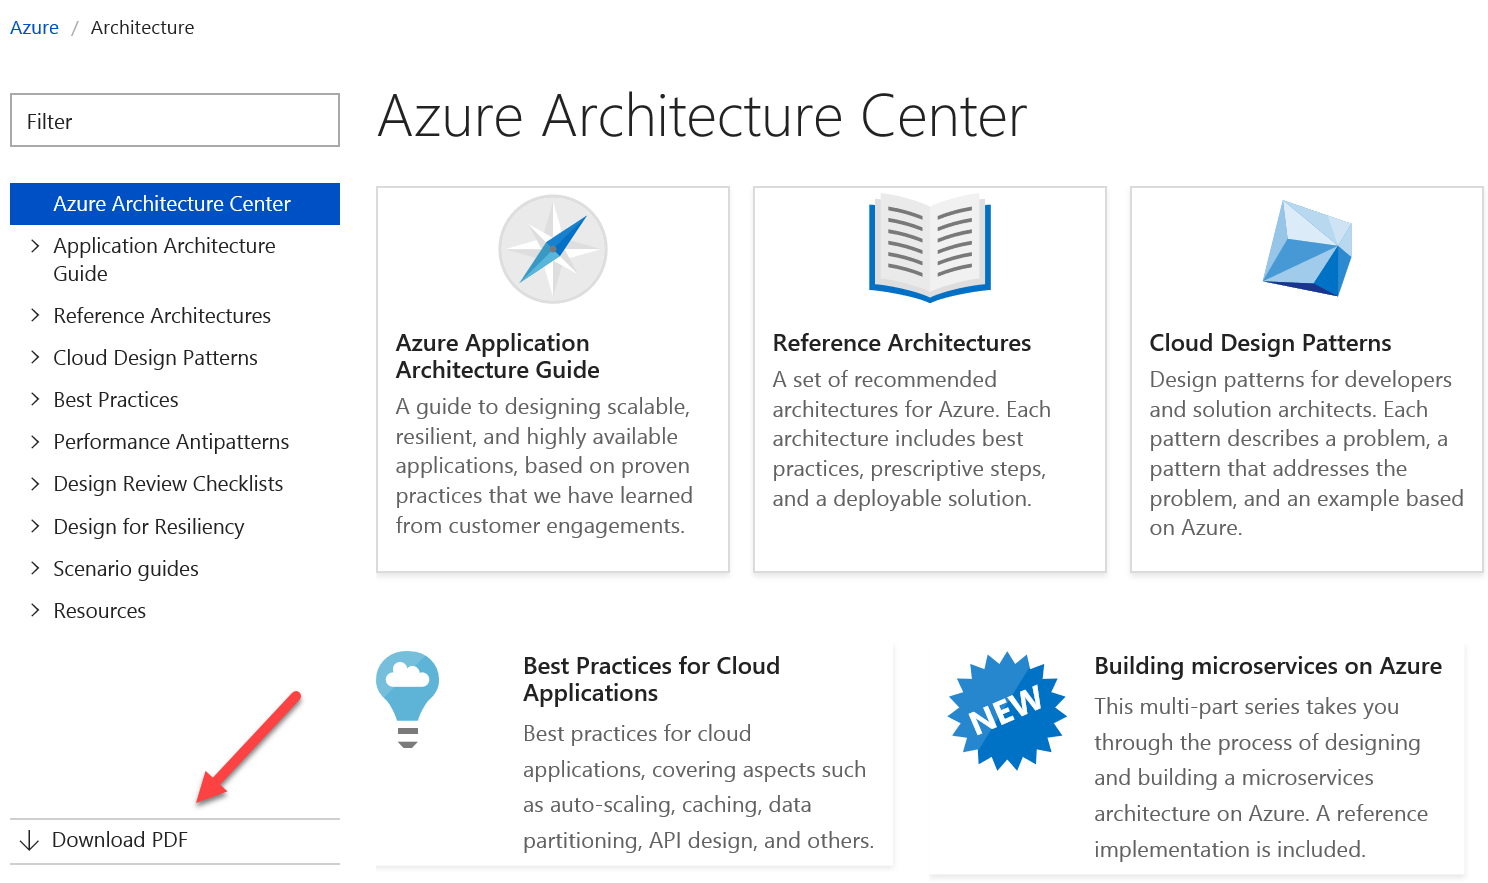 Azure / Architecture
Filter
Azure Architecture Center
Application Architecture
Guide
Reference Architectures
Cloud Design Patterns
Best Practices
Performance Antipatterns
Design Review Checklists
Design for Resiliency
Scenario guides
Resources
Download PDF
Azure Architecture Center
Azure Application
Architecture Guide
A guide to designing scalable,
resilient, and highly available
applications, based on proven
practices that we have learned
from customer engagements.
Reference Architectures
A set of recommended
architectures for Azure. Each
architecture includes best
practices, prescriptive steps,
and a deployable solution.
Cloud Design Patterns
Design patterns for developers
and solution architects. Each
pattern describes a problem, a
pattern that addresses the
problem, and an example based
on Azure.
Best Practices for Cloud
Applications
Best practices for cloud
applications, covering aspects such
as auto-scaling, caching, data
partitioning, API design, and others.
NEW
Building microservices on Azure
This multi-part series takes you
through the process of designing
and building a microservices
architecture on Azure. A reference
implementation is included.